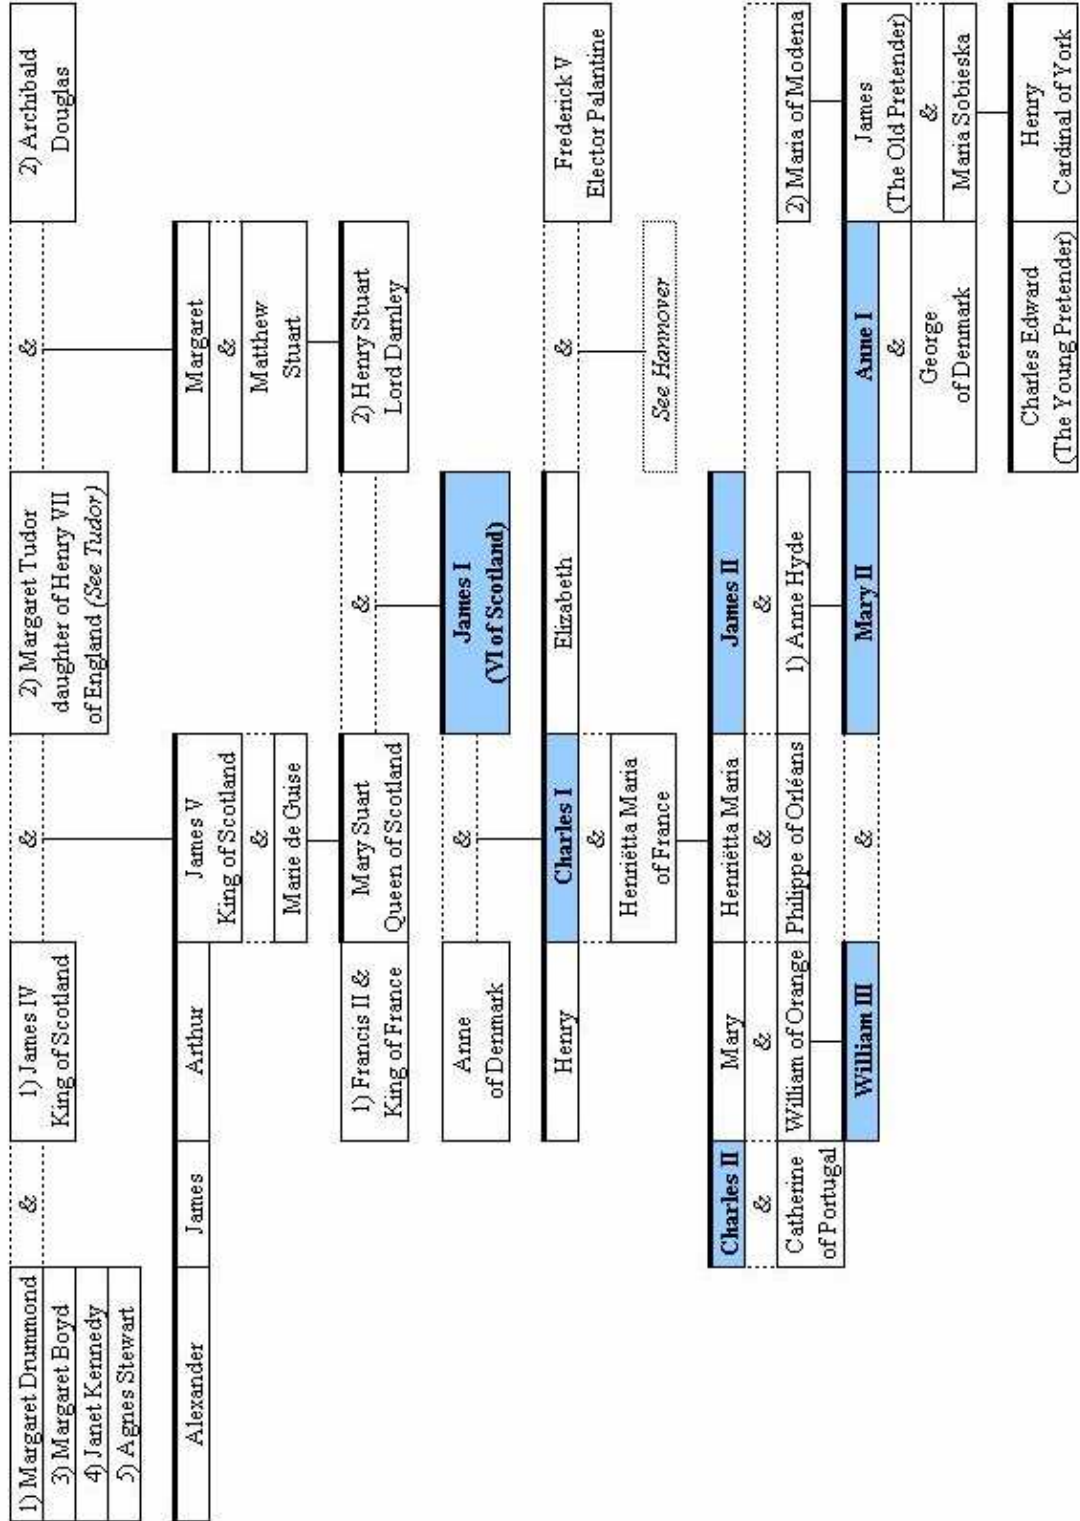 1) Margaret Drummond
3) Margaret Boyd
4) Janet Kennedy
5) Agnes Stewart
&
1) James IV
King of Scotland
&
2) Margaret Tudor
daughter of Henry VII
of England (See Tudor)
&
2) Archibald
Douglas
Alexander
James
Arthur
James V
King of Scotland
&
Marie de Guise
Margaret
&
Matthew
Stuart
1) Francis II &
King of France
Mary Suart
Queen of Scotland
&
2) Henry Stuart
Lord Darnley
Anne
of Denmark
&
James I
(VI of Scotland)
Henry
Charles I
&
Henriëtta Maria
of France
Elizabeth
&
Frederick V
Elector Palantine
See Hannover
Charles II
&
Catherine
of Portugal
Mary
&
William of Orange
Henriëtta Maria
&
Philippe of Orléans
James II
&
1) Anne Hyde
2) Maria of Modena
William III
&
Mary II
Anne I
&
George
of Denmark
James
(The Old Pretender)
&
Maria Sobieska
Charles Edward
(The Young Pretender)
Henry
Cardinal of York